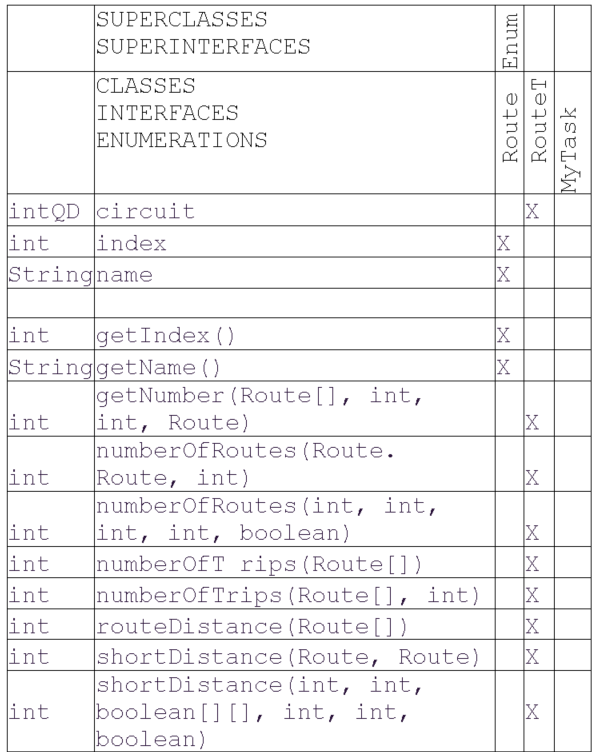 SUPERCLASSES
SUPERINTERFACES
Enum
CLASSES
INTERFACES
ENUMERATIONS
Route
RouteT
MyTask
intQD circuit X
int index X
String name X
int getIndex() X
String getName() X
getNumber(Route[], int,
int int, Route) X
numberOfRoutes(Route.
int Route, int) X
numberOfRoutes(int, int,
int int, int, boolean) X
int numberOfT rips(Route[]) X
int numberOfTrips(Route[], int) X
int routeDistance(Route[]) X
int shortDistance(Route, Route) X
shortDistance(int, int,
int boolean[][], int, int, X
boolean)